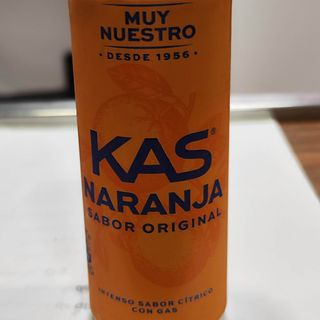 MUY
NUESTRO
• DESDE 1956 •
KAS®
NARANJA
SABOR ORIGINAL
INTENSO SABOR CÍTRICO
CON GAS